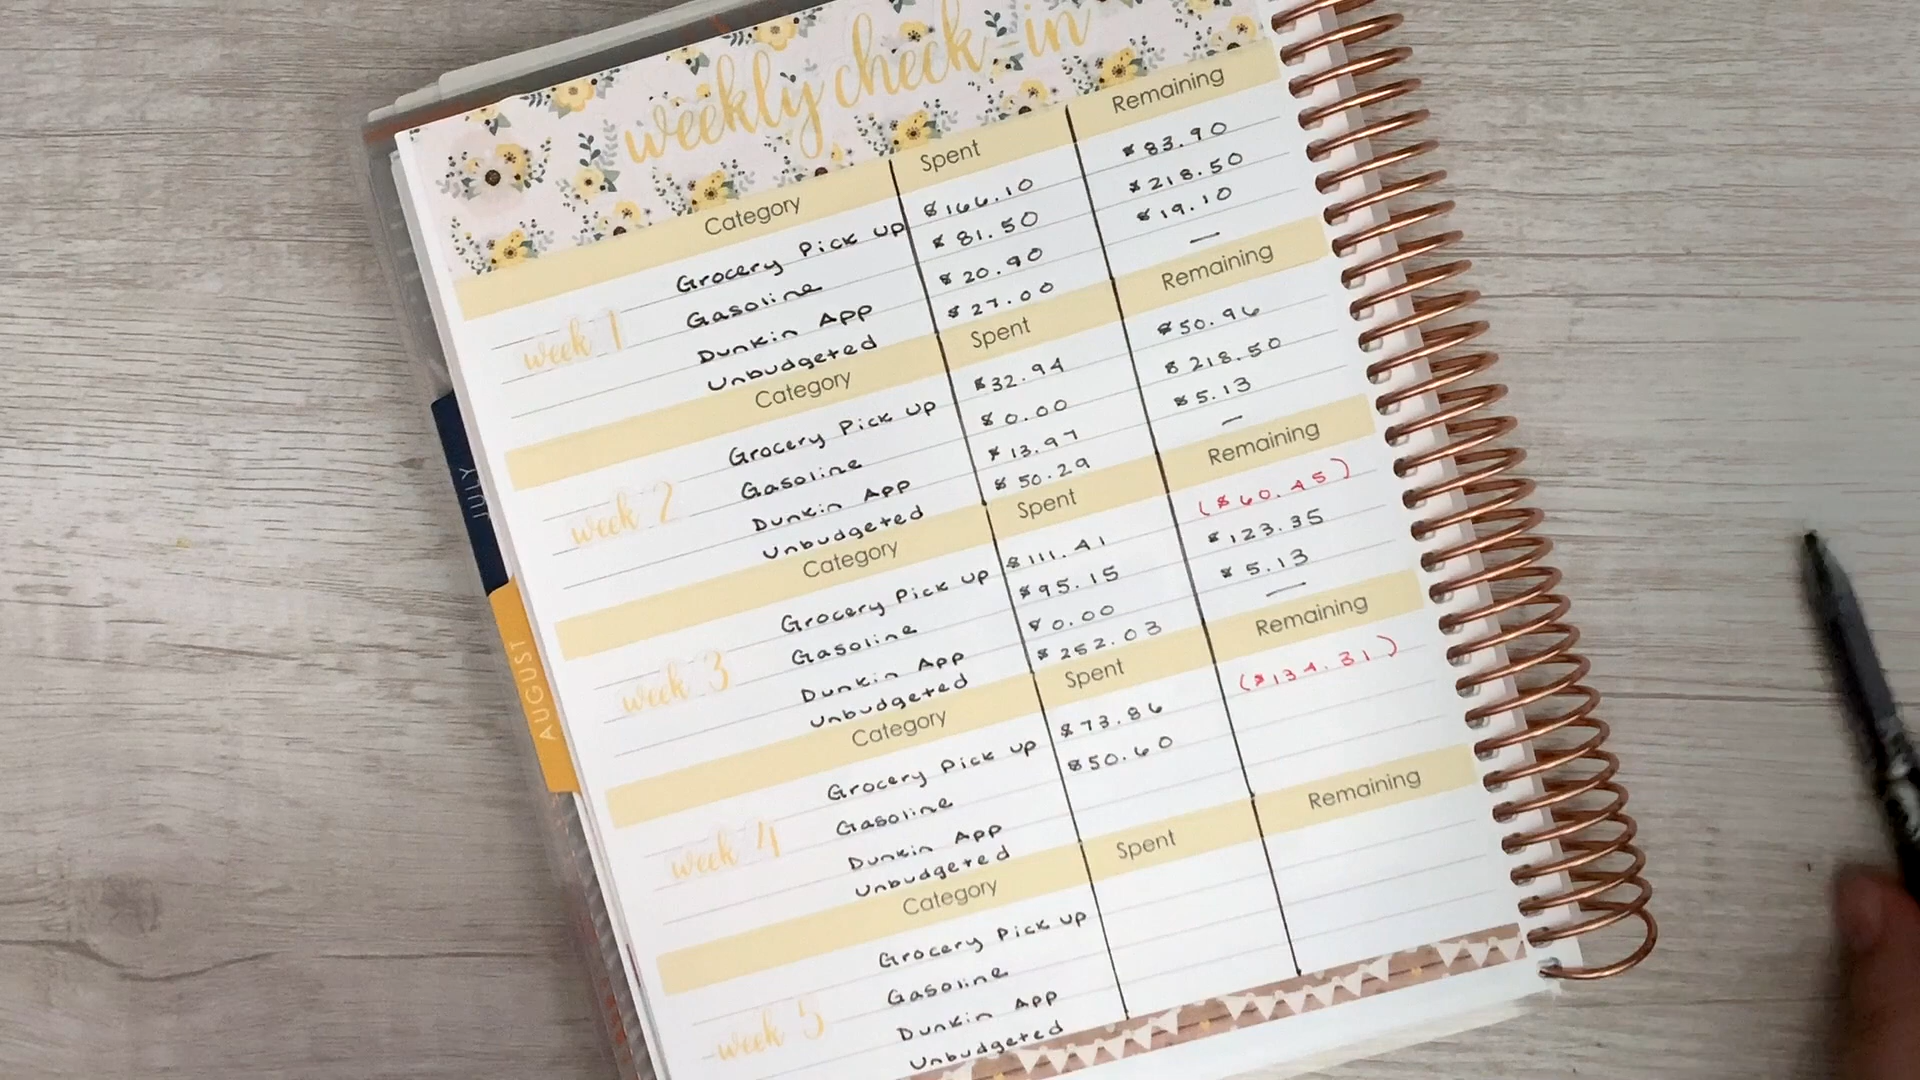 weekly check-in
Category Spent Remaining
week 1
Grocery Pick up $166.10 $83.90
Gasoline $81.50 $218.50
Dunkin App $20.90 $19.10
Unbudgeted $27.00 —
Category Spent Remaining
week 2
Grocery Pick up $32.94 $50.96
Gasoline $0.00 $218.50
Dunkin App $13.97 $5.13
Unbudgeted $50.29 —
Category Spent Remaining
week 3
Grocery Pick up $111.41 ($60.45)
Gasoline $95.15 $123.35
Dunkin App $0.00 $5.13
Unbudgeted $252.03 —
Category Spent Remaining
week 4
Grocery Pick up $73.86 ($134.31)
Gasoline $50.60
Dunkin App
Unbudgeted
Category Spent Remaining
week 5
Grocery Pick up
Gasoline
Dunkin App
Unbudgeted
JULY
AUGUST